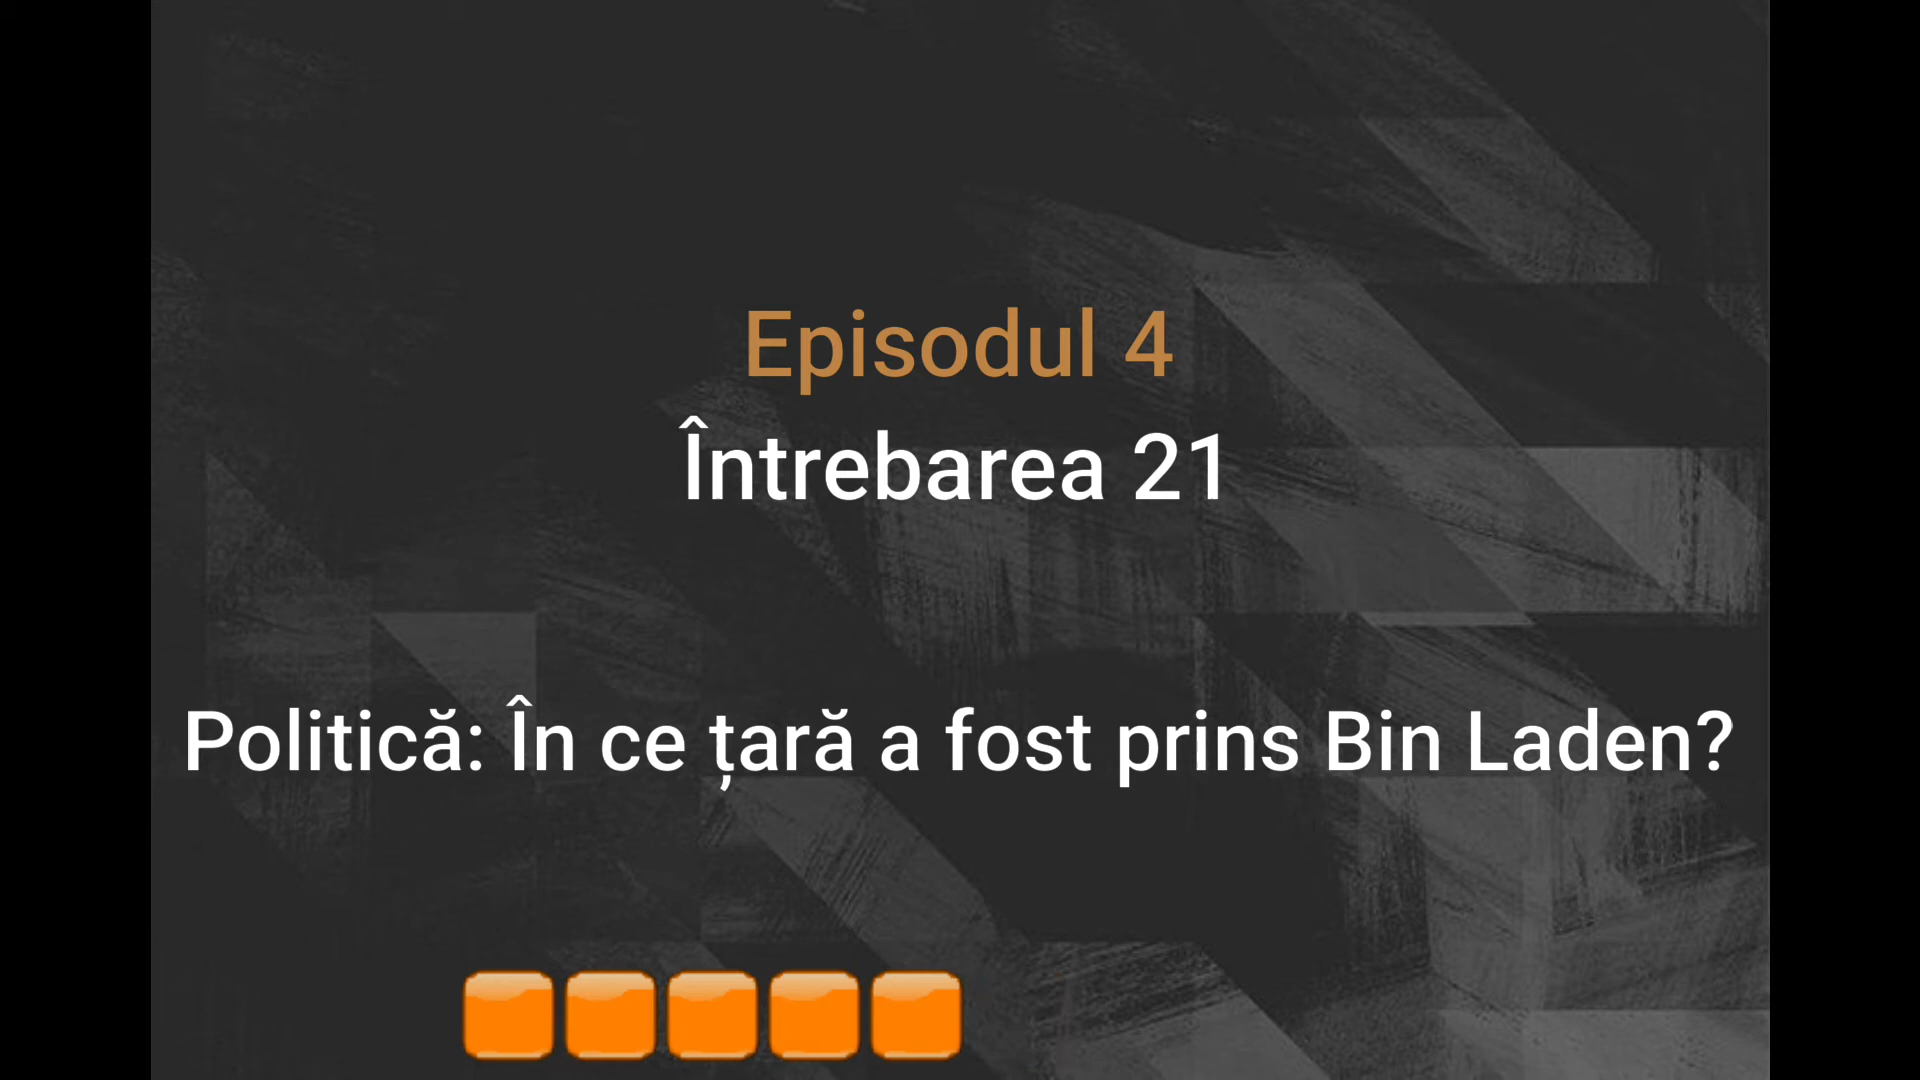 Episodul 4
Întrebarea 21
Politică: În ce țară a fost prins Bin Laden?